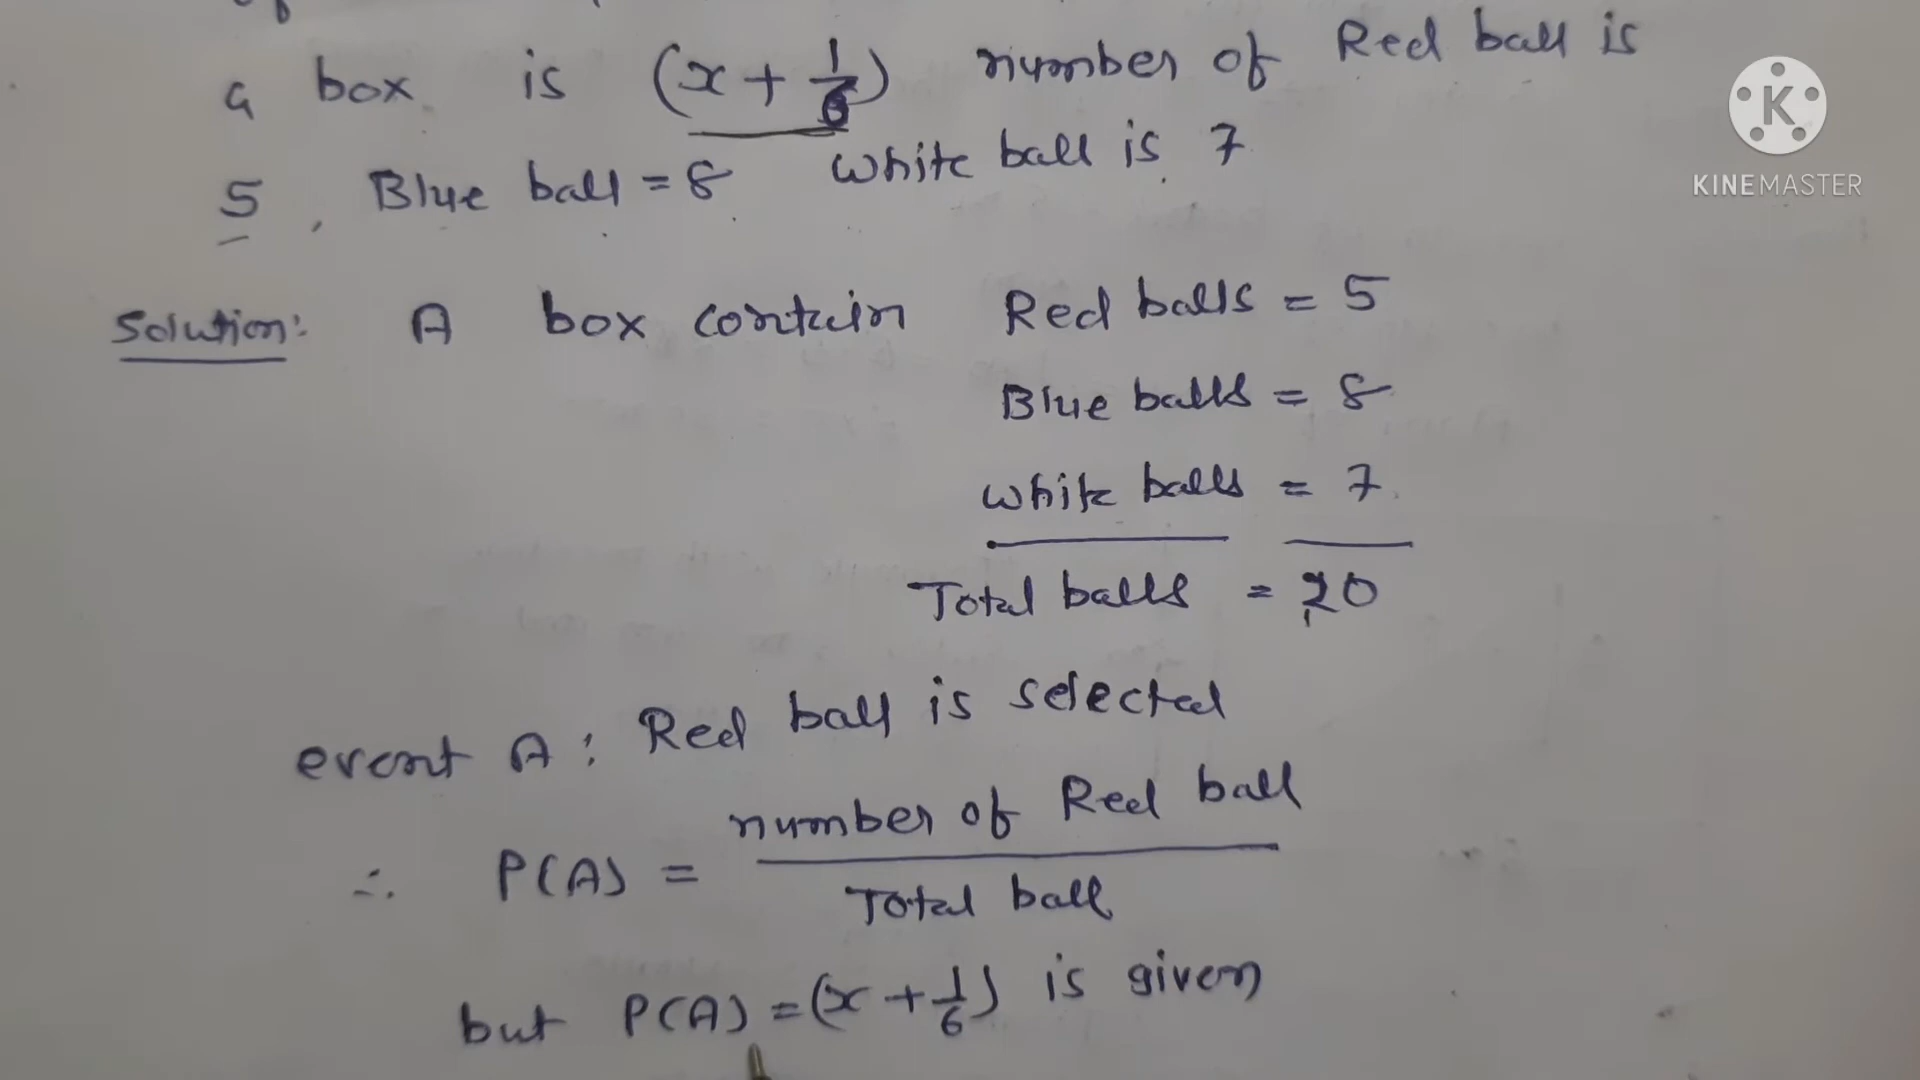 a box is (x + 1/6) number of Red ball is
5, Blue ball = 8 White ball is 7
K
KINEMASTER
Solution: A box contain Red balls = 5
Blue balls = 8
White balls = 7
Total balls = 20
event A : Red ball is selected
∴ P(A) = number of Red ball / Total ball
but P(A) = (x + 1/6) is given